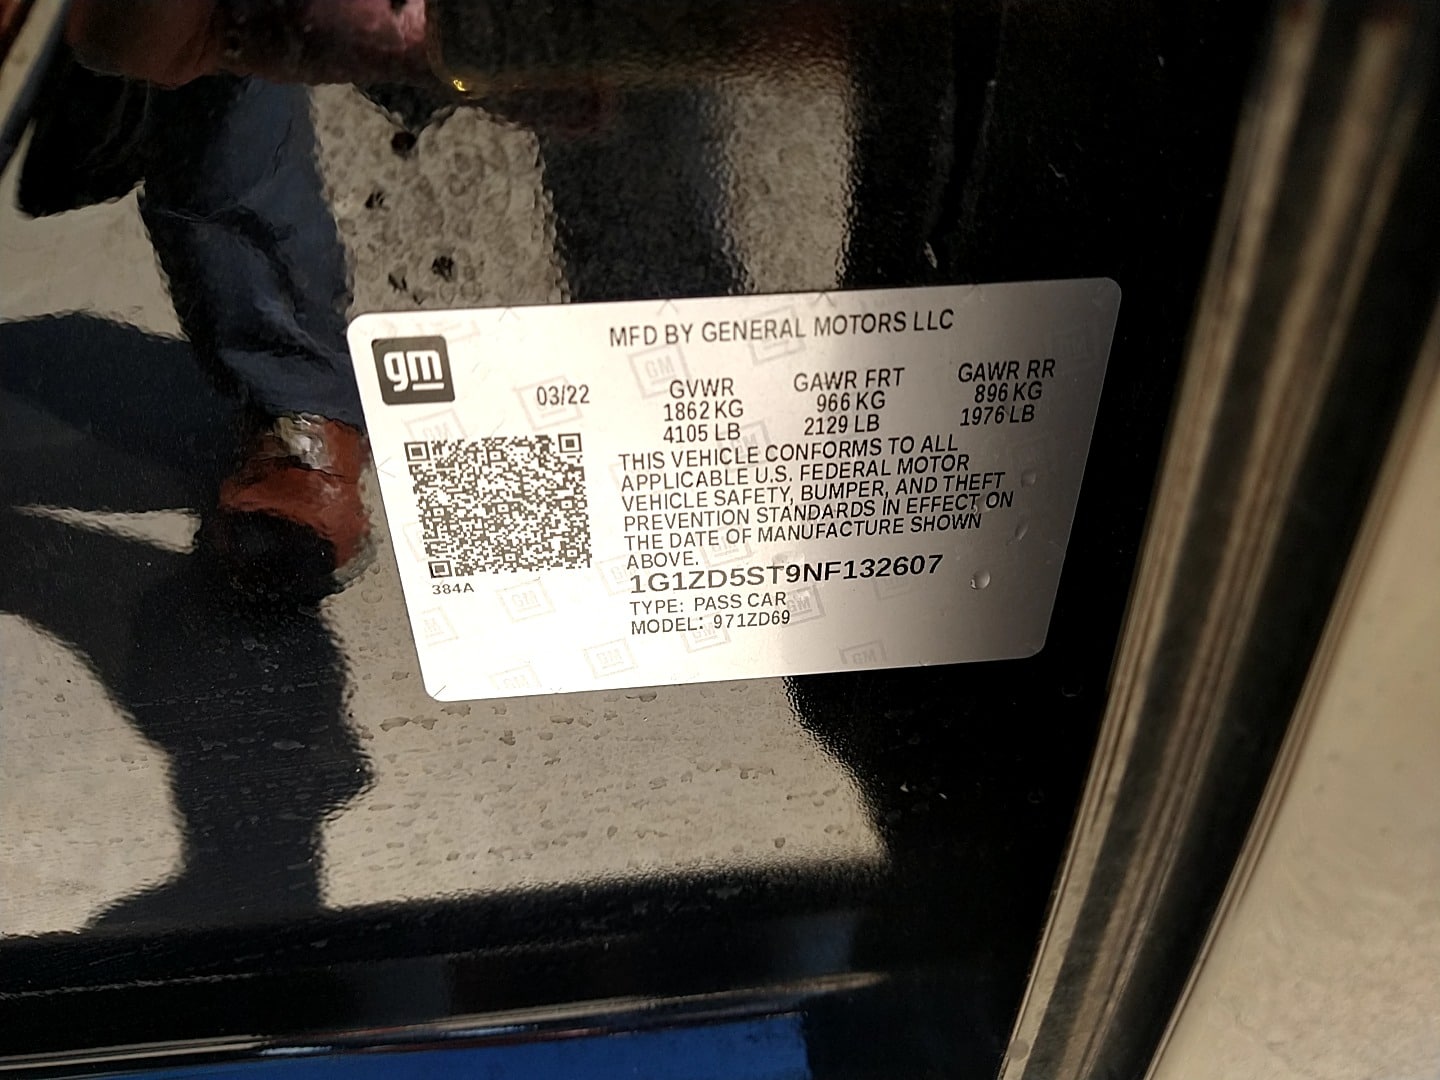 MFD BY GENERAL MOTORS LLC
gm
03/22
GVWR GAWR FRT GAWR RR
1862 KG 966 KG 896 KG
4105 LB 2129 LB 1976 LB
THIS VEHICLE CONFORMS TO ALL
APPLICABLE U.S. FEDERAL MOTOR
VEHICLE SAFETY, BUMPER, AND THEFT
PREVENTION STANDARDS IN EFFECT ON
THE DATE OF MANUFACTURE SHOWN
ABOVE.
384A
1G1ZD5ST9NF132607
TYPE: PASS CAR
MODEL: 971ZD69